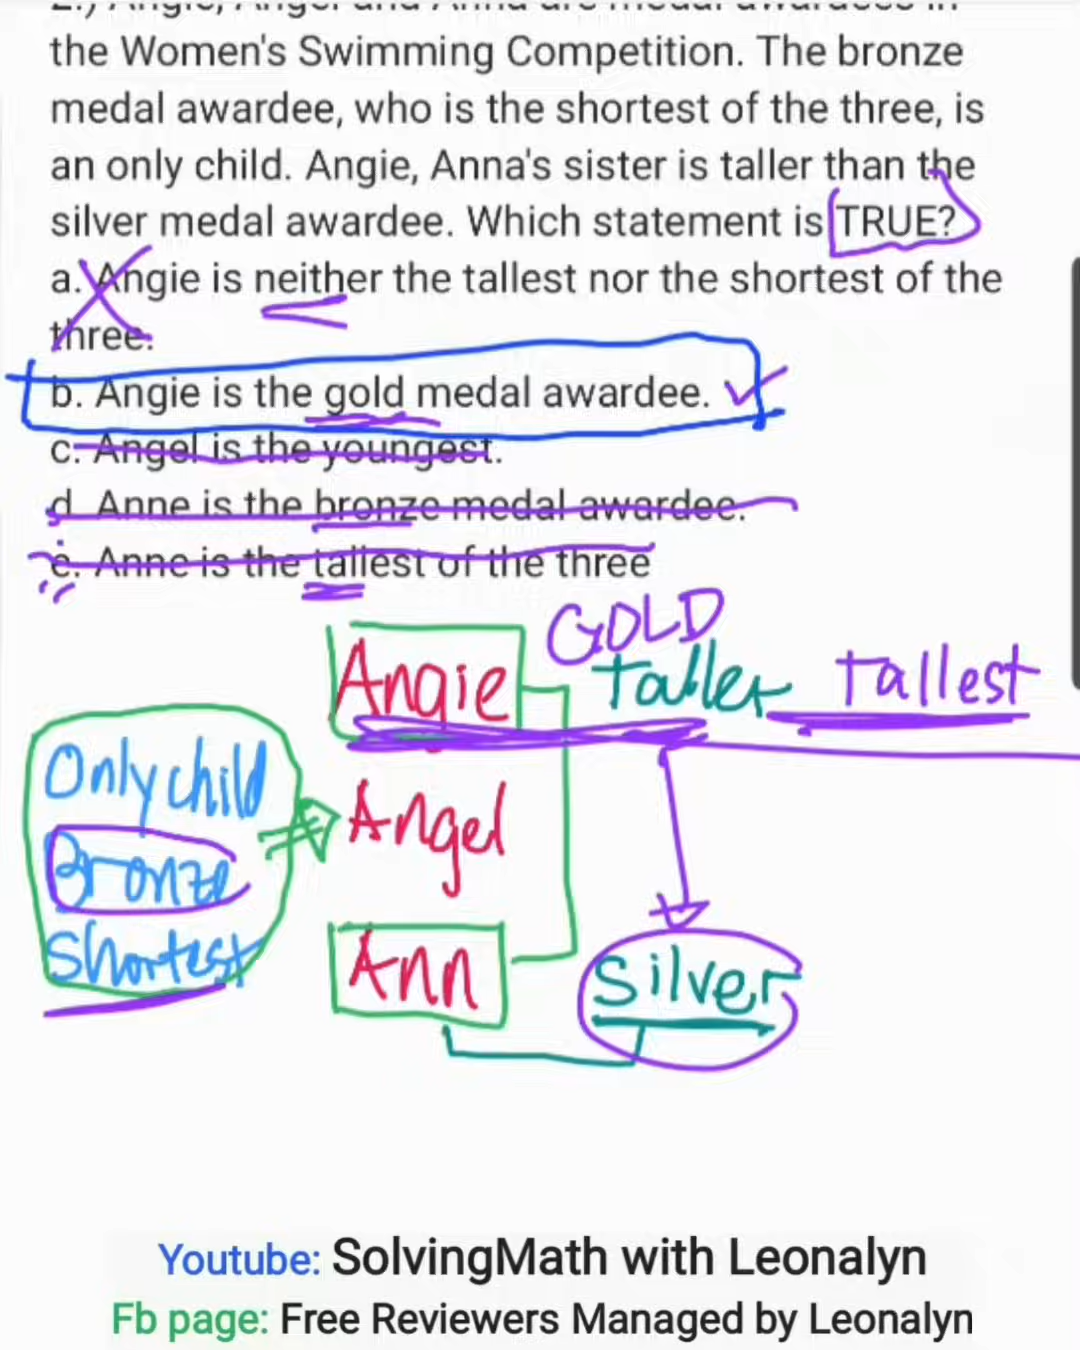 the Women's Swimming Competition. The bronze
medal awardee, who is the shortest of the three, is
an only child. Angie, Anna's sister is taller than the
silver medal awardee. Which statement is TRUE?
a. Angie is neither the tallest nor the shortest of the
three.
b. Angie is the gold medal awardee.
c. Angel is the youngest.
d. Anne is the bronze medal awardee.
e. Anne is the tallest of the three
GOLD
Angie taller tallest
Only child
Angel
Bronze
Shortest
Ann
Silver
Youtube: SolvingMath with Leonalyn
Fb page: Free Reviewers Managed by Leonalyn